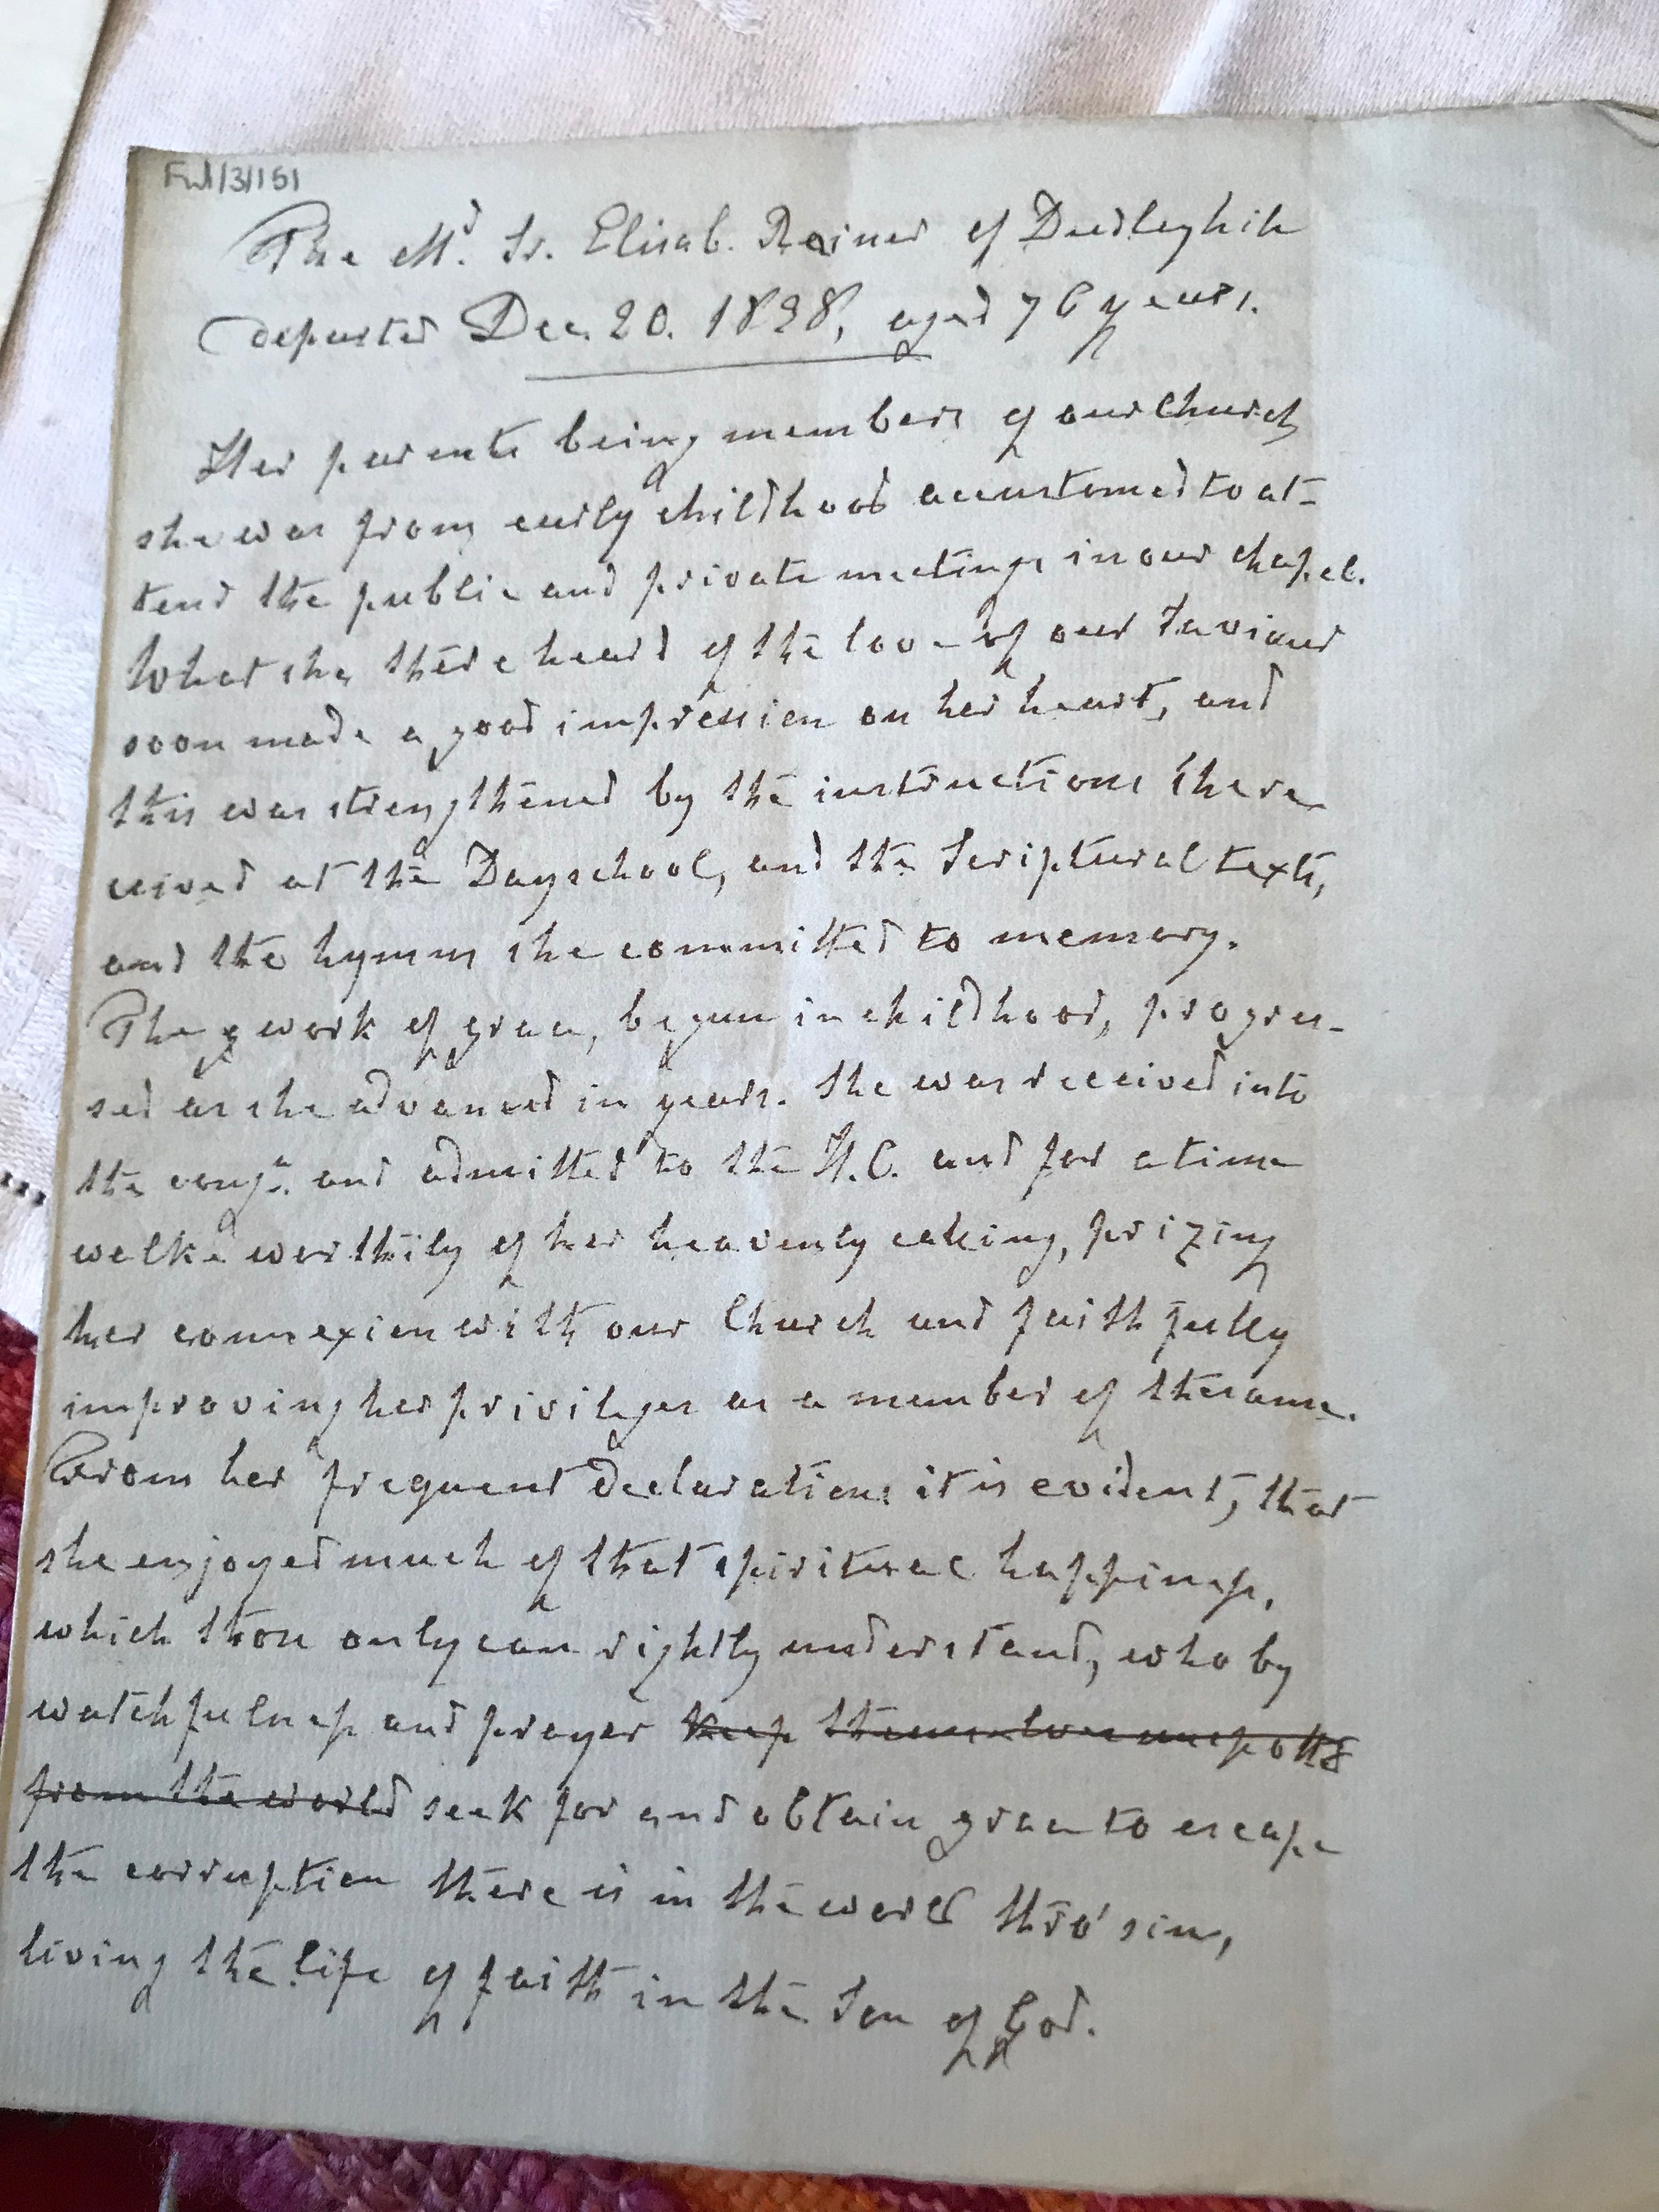 Ful/3/151
The Md. Sr. Elisab. Rainer of Dudleyhill
departed Dec. 20. 1838, aged 76 years.
Her parents being members of our Church
she was from early childhood accustomed to at-
tend the public and private meetings in our chapel.
What she there heard of the love of our Saviour
soon made a good impression on her heart, and
this was strengthened by the instructions she re-
ceived at the Dayschool, and the Scriptural texts,
and the hymns she committed to memory.
The work of grace, begun in childhood, progres-
sed as she advanced in years. She was received into
the congn. and admitted to the H.C. and for a time
walked worthily of her heavenly calling, prizing
her connexion with our Church and faithfully
improving her privileges as a member of the same.
From her frequent declarations it is evident, that
she enjoyed much of that spiritual happiness,
which those only can rightly understand, who by
watchfulness and prayer keep themselves unspotted
from the world seek for and obtain grace to escape
the corruption there is in the world thro' sin,
living the life of faith in the Son of God.